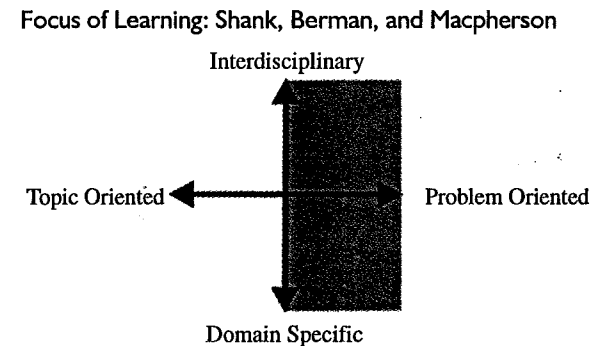 Focus of Learning: Shank, Berman, and Macpherson
Interdisciplinary
Topic Oriented
Problem Oriented
Domain Specific